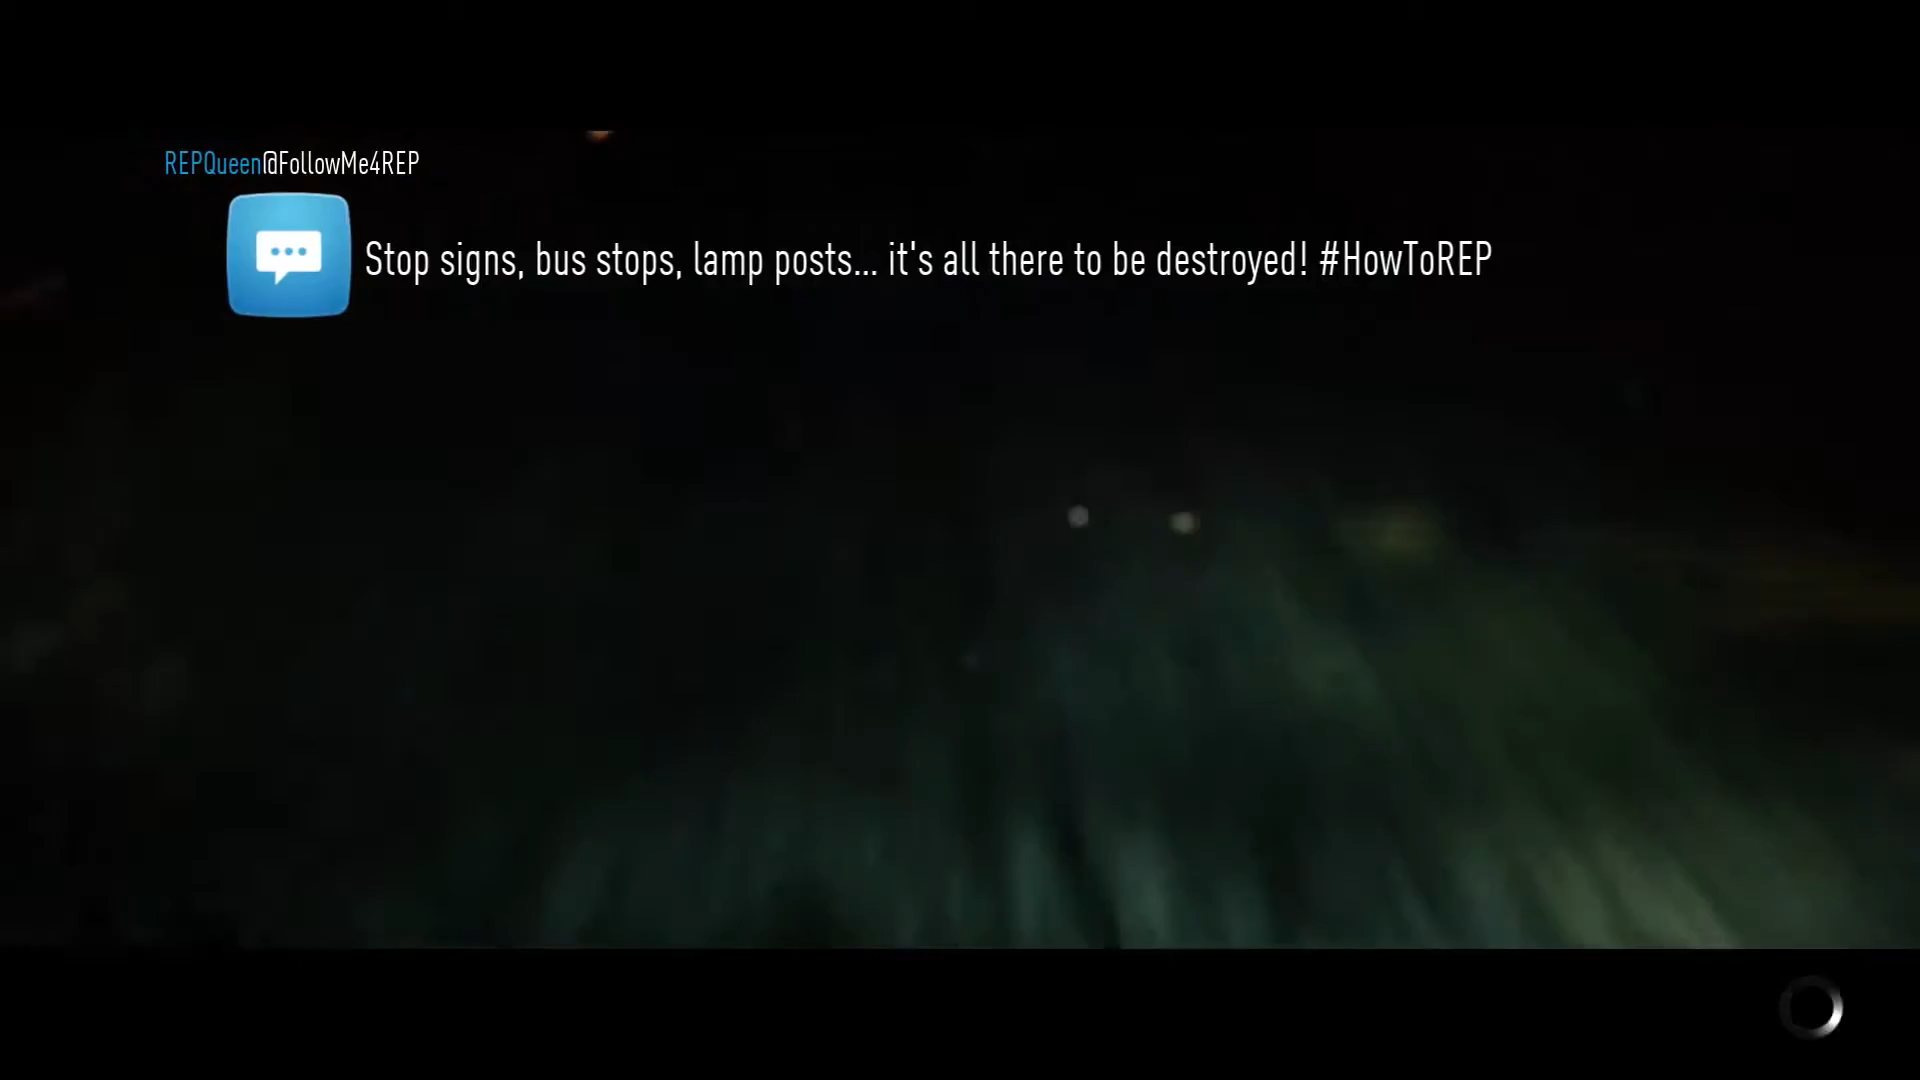 REPQueen@FollowMe4REP
Stop signs, bus stops, lamp posts... it's all there to be destroyed! #HowToREP